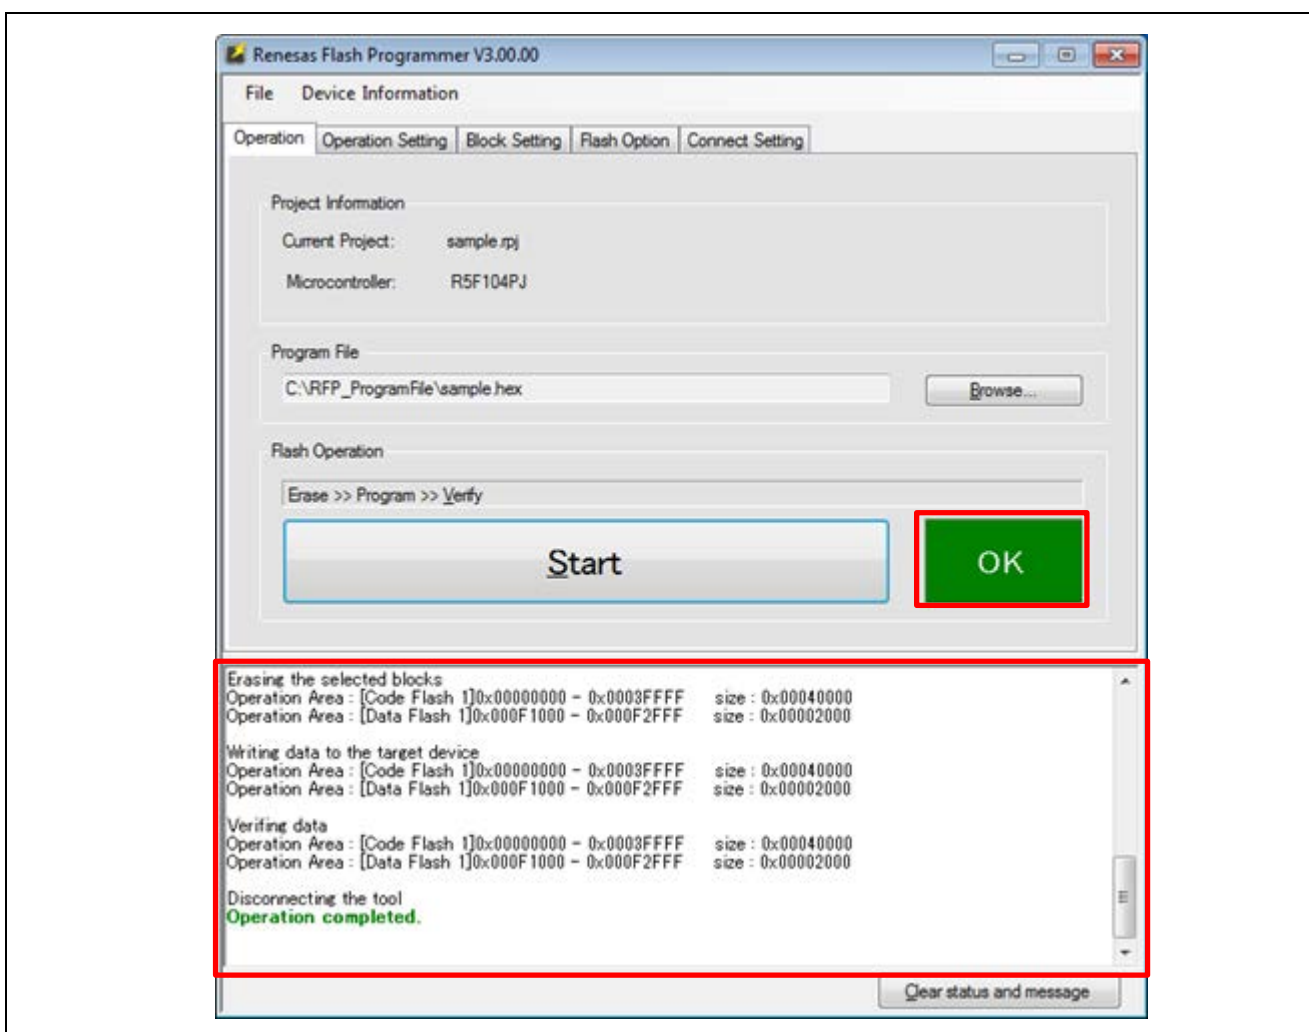 Renesas Flash Programmer V3.00.00
File Device Information
Operation Operation Setting Block Setting Flash Option Connect Setting
Project Information
Current Project: sample.rpj
Microcontroller: R5F104PJ
Program File
C:\RFP_ProgramFile\sample.hex Browse...
Flash Operation
Erase >> Program >> Verify
Start OK
Erasing the selected blocks
Operation Area : [Code Flash 1]0x00000000 - 0x0003FFFF size : 0x00040000
Operation Area : [Data Flash 1]0x000F1000 - 0x000F2FFF size : 0x00002000
Writing data to the target device
Operation Area : [Code Flash 1]0x00000000 - 0x0003FFFF size : 0x00040000
Operation Area : [Data Flash 1]0x000F1000 - 0x000F2FFF size : 0x00002000
Verifing data
Operation Area : [Code Flash 1]0x00000000 - 0x0003FFFF size : 0x00040000
Operation Area : [Data Flash 1]0x000F1000 - 0x000F2FFF size : 0x00002000
Disconnecting the tool
Operation completed.
Clear status and message